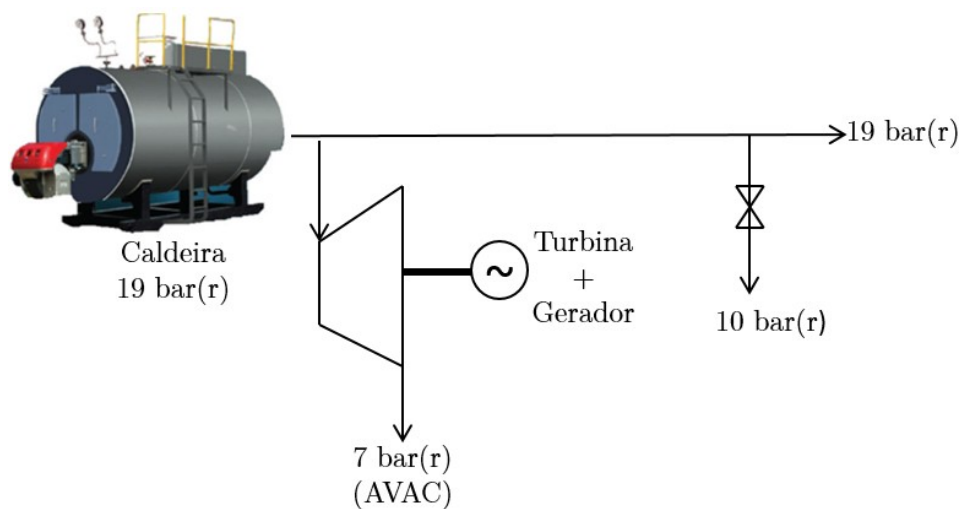 19 bar(r)
Caldeira
19 bar(r)
Turbina
+
Gerador
~
10 bar(r)
7 bar(r)
(AVAC)